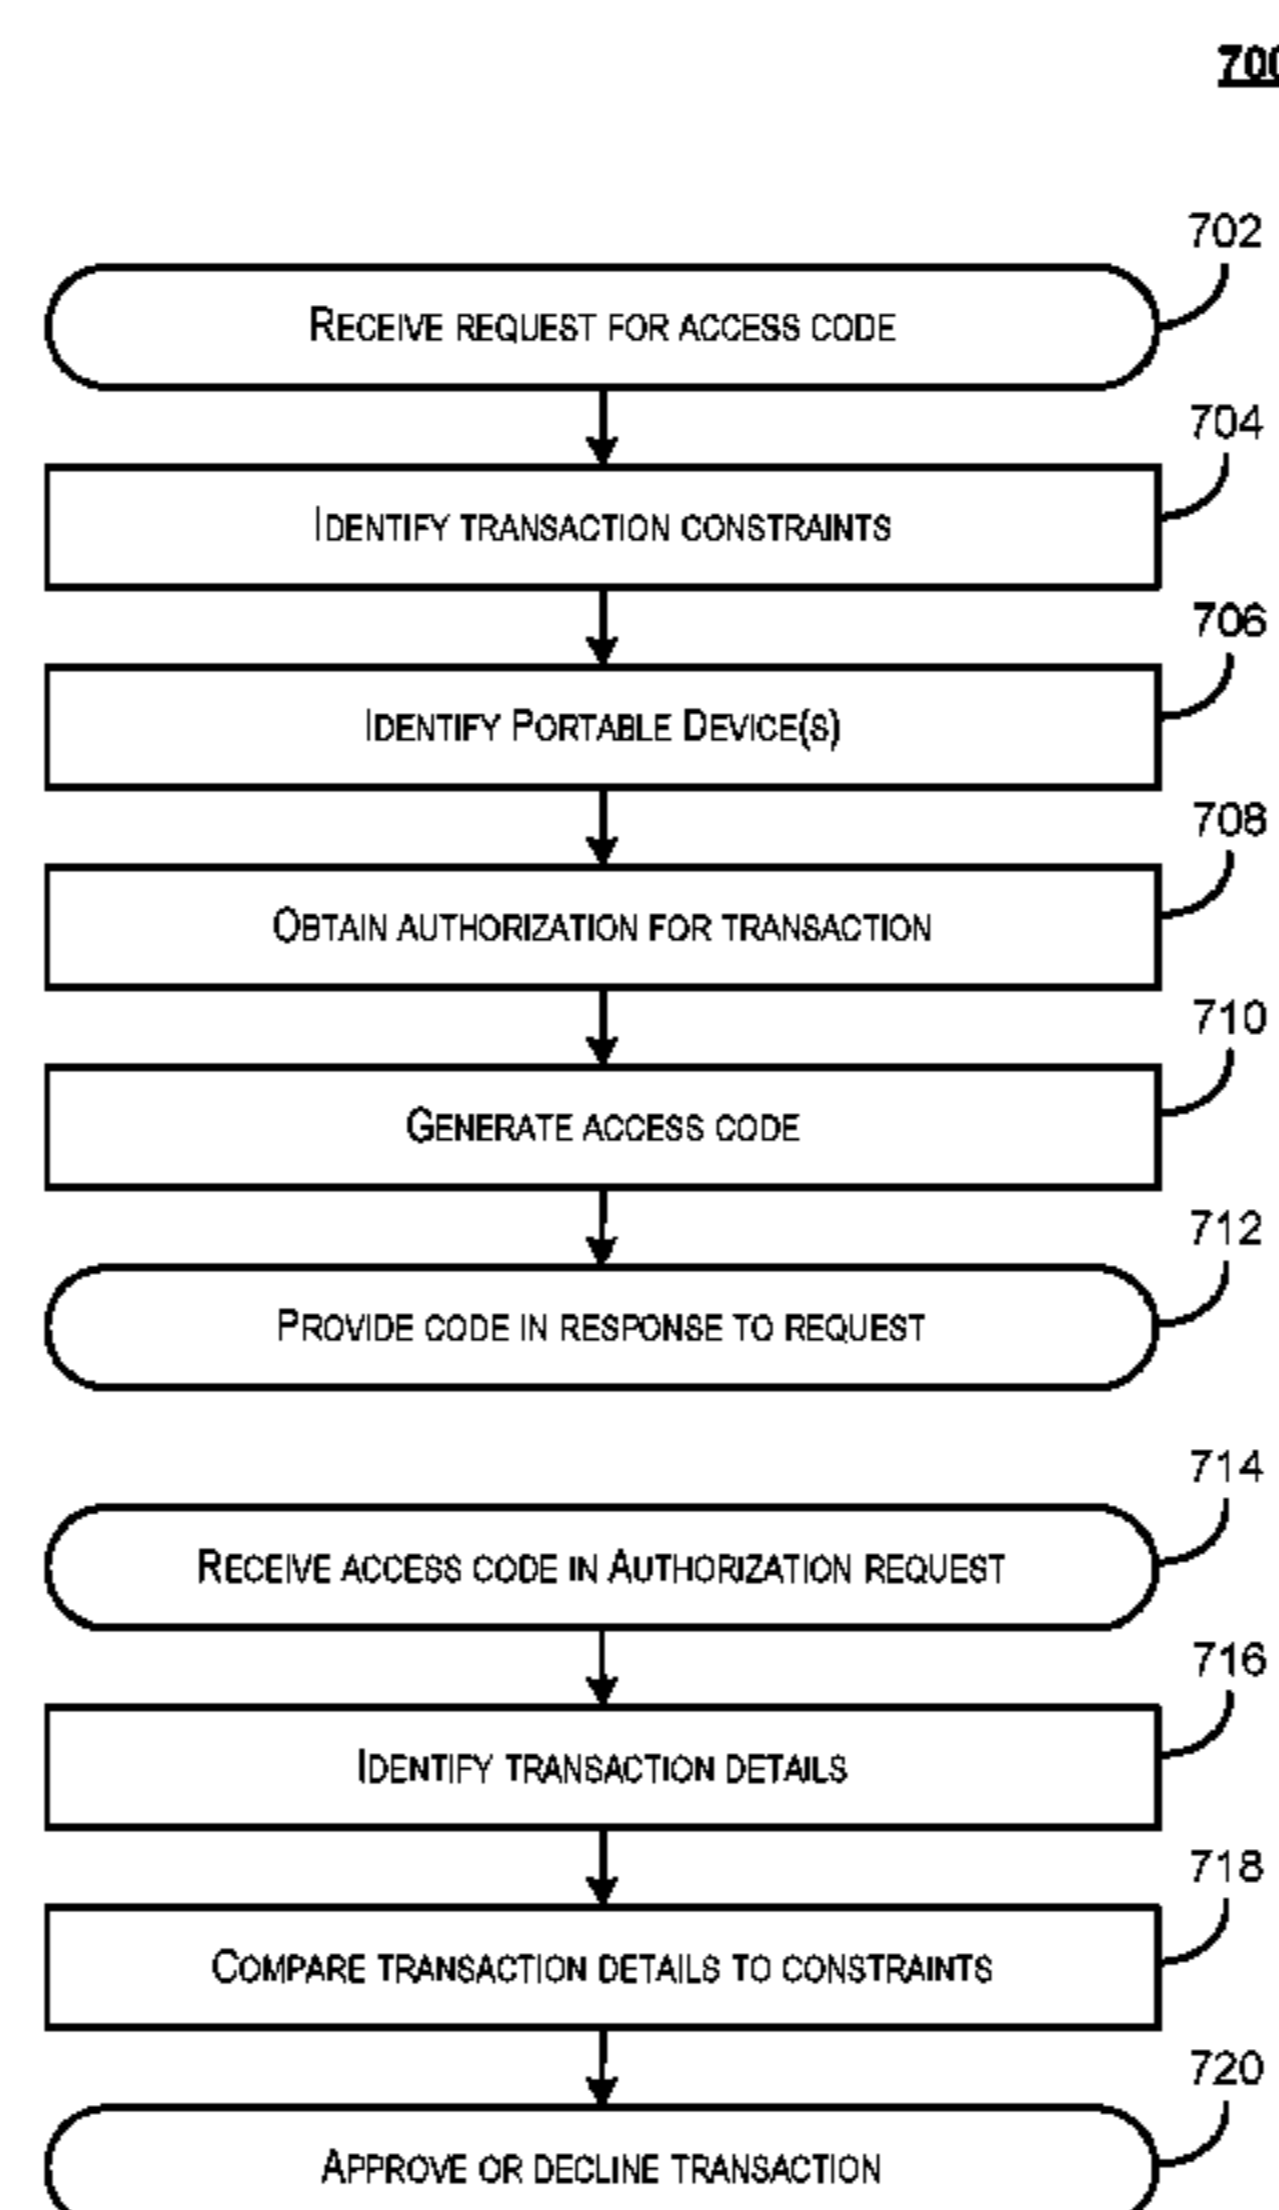 700
702
RECEIVE REQUEST FOR ACCESS CODE
704
IDENTIFY TRANSACTION CONSTRAINTS
706
IDENTIFY PORTABLE DEVICE(S)
708
OBTAIN AUTHORIZATION FOR TRANSACTION
710
GENERATE ACCESS CODE
712
PROVIDE CODE IN RESPONSE TO REQUEST
714
RECEIVE ACCESS CODE IN AUTHORIZATION REQUEST
716
IDENTIFY TRANSACTION DETAILS
718
COMPARE TRANSACTION DETAILS TO CONSTRAINTS
720
APPROVE OR DECLINE TRANSACTION